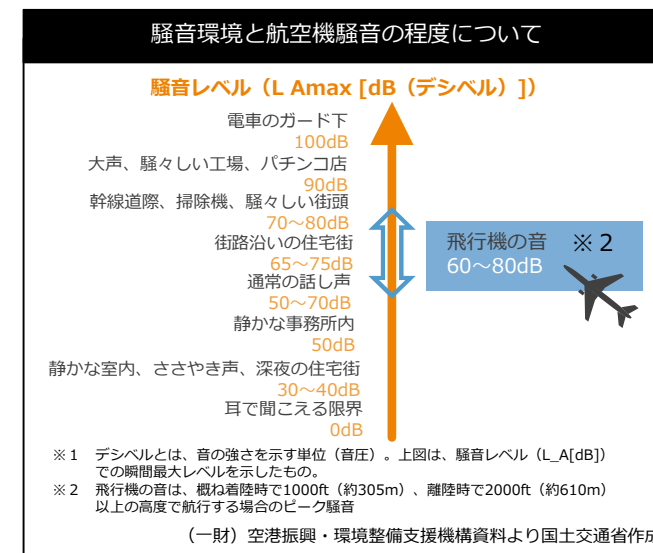 騒音環境と航空機騒音の程度について
騒音レベル（L Amax [dB（デシベル）])
電車のガード下
100dB
大声、騒々しい工場、パチンコ店
90dB
幹線道際、掃除機、騒々しい街頭
70～80dB
街路沿いの住宅街
65～75dB
通常の話し声
50～70dB
静かな事務所内
50dB
静かな室内、ささやき声、深夜の住宅街
30～40dB
耳で聞こえる限界
0dB
飛行機の音 ※２
60～80dB
※１ デシベルとは、音の強さを示す単位（音圧）。上図は、騒音レベル（L_A[dB]）
での瞬間最大レベルを示したもの。
※２ 飛行機の音は、概ね着陸時で1000ft（約305m）、離陸時で2000ft（約610m）
以上の高度で航行する場合のピーク騒音
（一財）空港振興・環境整備支援機構資料より国土交通省作成